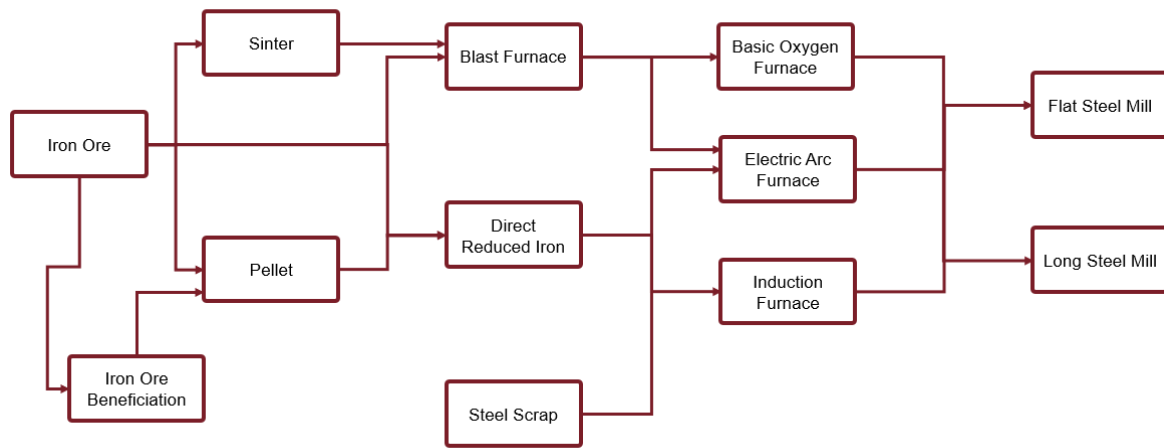 Sinter
Blast Furnace
Basic Oxygen
Furnace
Flat Steel Mill
Iron Ore
Electric Arc
Furnace
Pellet
Direct
Reduced Iron
Long Steel Mill
Induction
Furnace
Iron Ore
Beneficiation
Steel Scrap